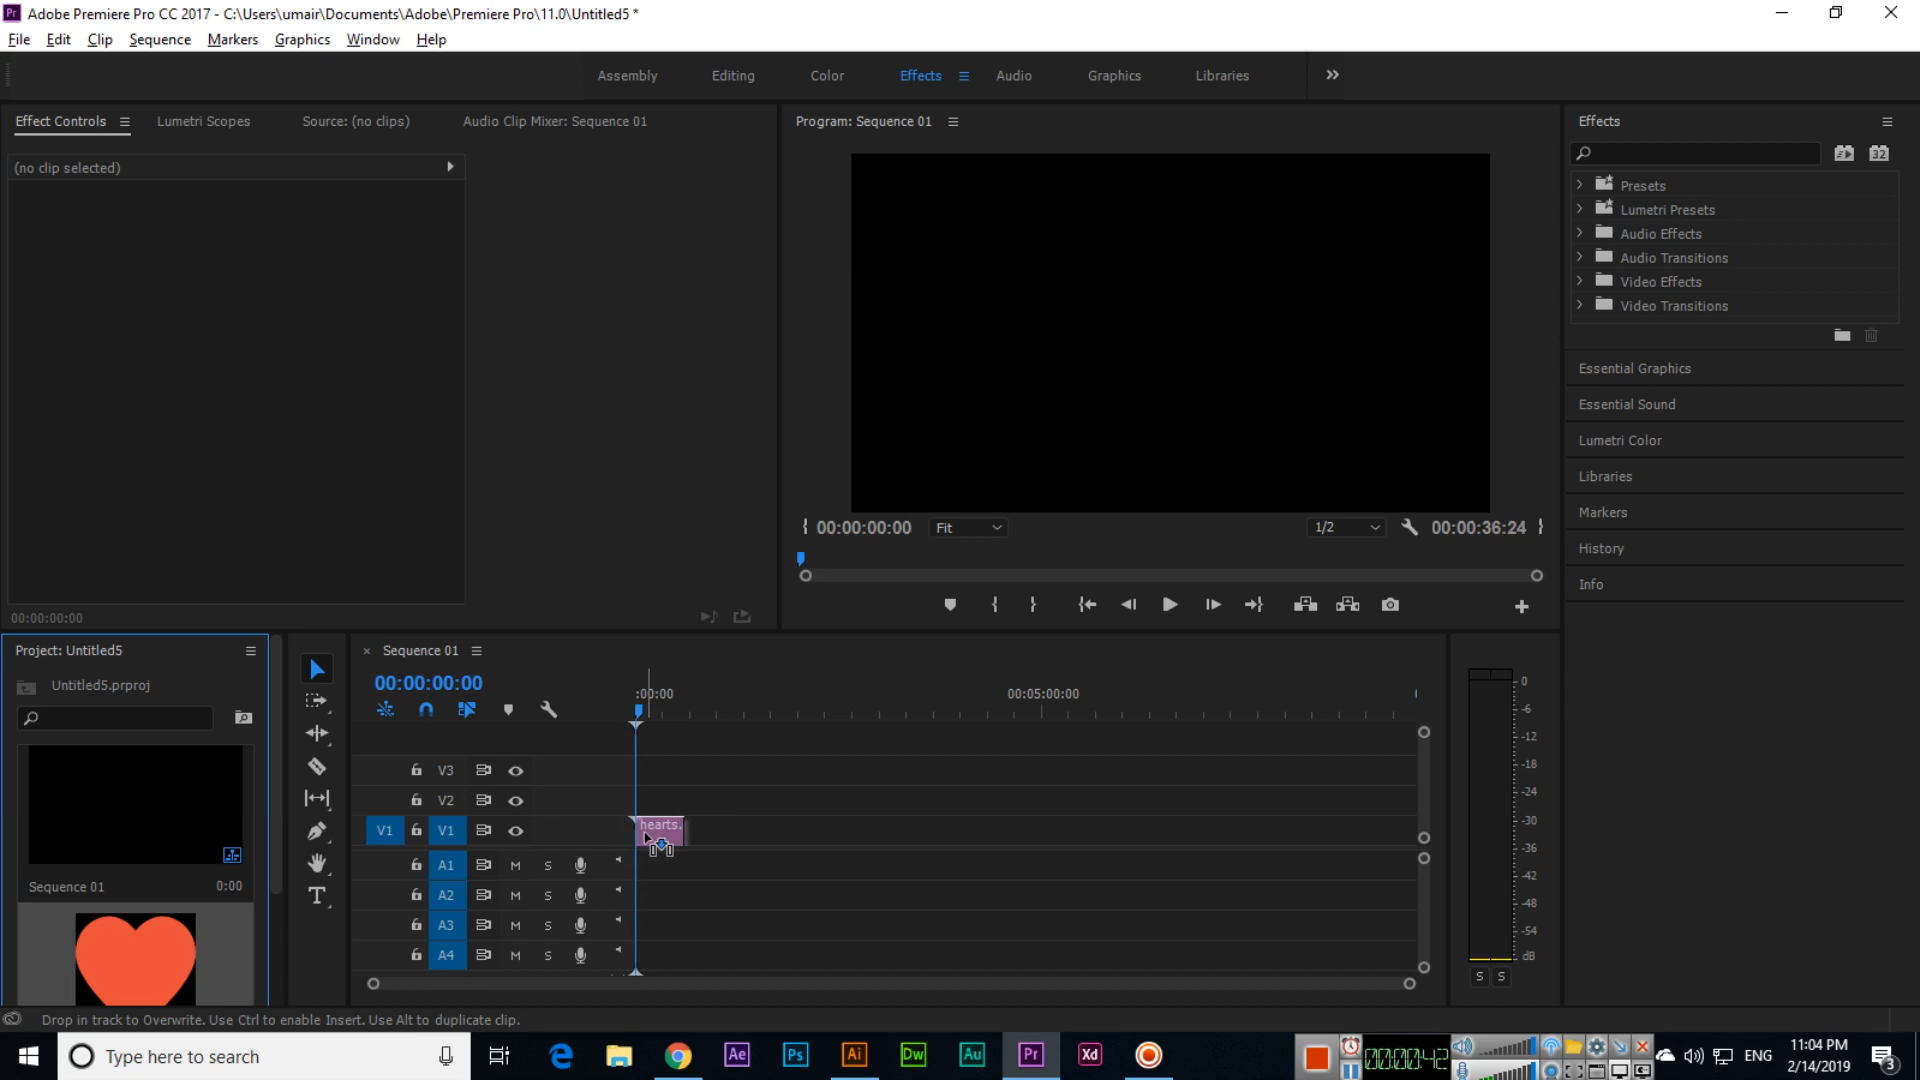 Adobe Premiere Pro CC 2017 - C:\Users\umair\Documents\Adobe\Premiere Pro\11.0\Untitled5 *
File Edit Clip Sequence Markers Graphics Window Help
Assembly Editing Color Effects Audio Graphics Libraries
Effect Controls Lumetri Scopes Source: (no clips) Audio Clip Mixer: Sequence 01
(no clip selected)
00:00:00:00
Program: Sequence 01
00:00:00:00 Fit 1/2 00:00:36:24
Effects
32
Presets
Lumetri Presets
Audio Effects
Audio Transitions
Video Effects
Video Transitions
Essential Graphics
Essential Sound
Lumetri Color
Libraries
Markers
History
Info
Project: Untitled5
Untitled5.prproj
Sequence 01 0:00
T
× Sequence 01
00:00:00:00
:00:00 00:05:00:00
V3
V2
V1 V1
hearts.
A1 M S
A2 M S
A3 M S
A4 M S
0
-6
-12
-18
-24
-30
-36
-42
-48
-54
dB
S S
Drop in track to Overwrite. Use Ctrl to enable Insert. Use Alt to duplicate clip.
Type here to search
Ae Ps Ai Dw Au Pr Xd
00:00:42
ENG
11:04 PM
2/14/2019
3